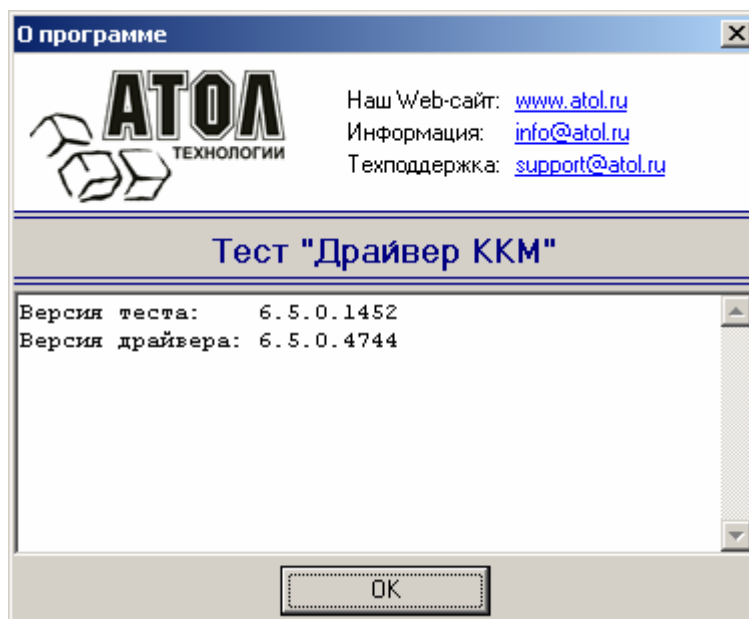 О программе
АТОЛ
ТЕХНОЛОГИИ
Наш Web-сайт: www.atol.ru
Информация: info@atol.ru
Техподдержка: support@atol.ru
Тест "Драйвер ККМ"
Версия теста: 6.5.0.1452
Версия драйвера: 6.5.0.4744
OK